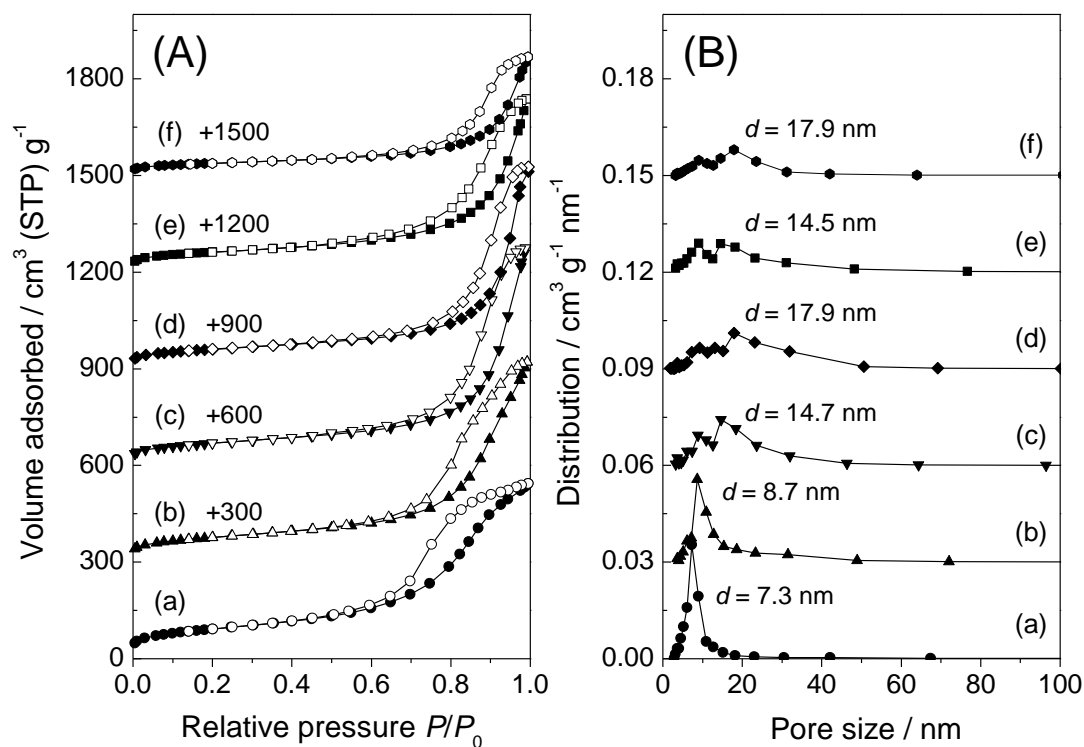 (A)
Volume adsorbed / cm³ (STP) g⁻¹
1800
1500
1200
900
600
300
0
(f) +1500
(e) +1200
(d) +900
(c) +600
(b) +300
(a)
0.0 0.2 0.4 0.6 0.8 1.0
Relative pressure P/P₀
(B)
Distribution / cm³ g⁻¹ nm⁻¹
0.18
0.15
0.12
0.09
0.06
0.03
0.00
d = 17.9 nm
(f)
d = 14.5 nm
(e)
d = 17.9 nm
(d)
d = 14.7 nm
(c)
d = 8.7 nm
(b)
d = 7.3 nm
(a)
0 20 40 60 80 100
Pore size / nm